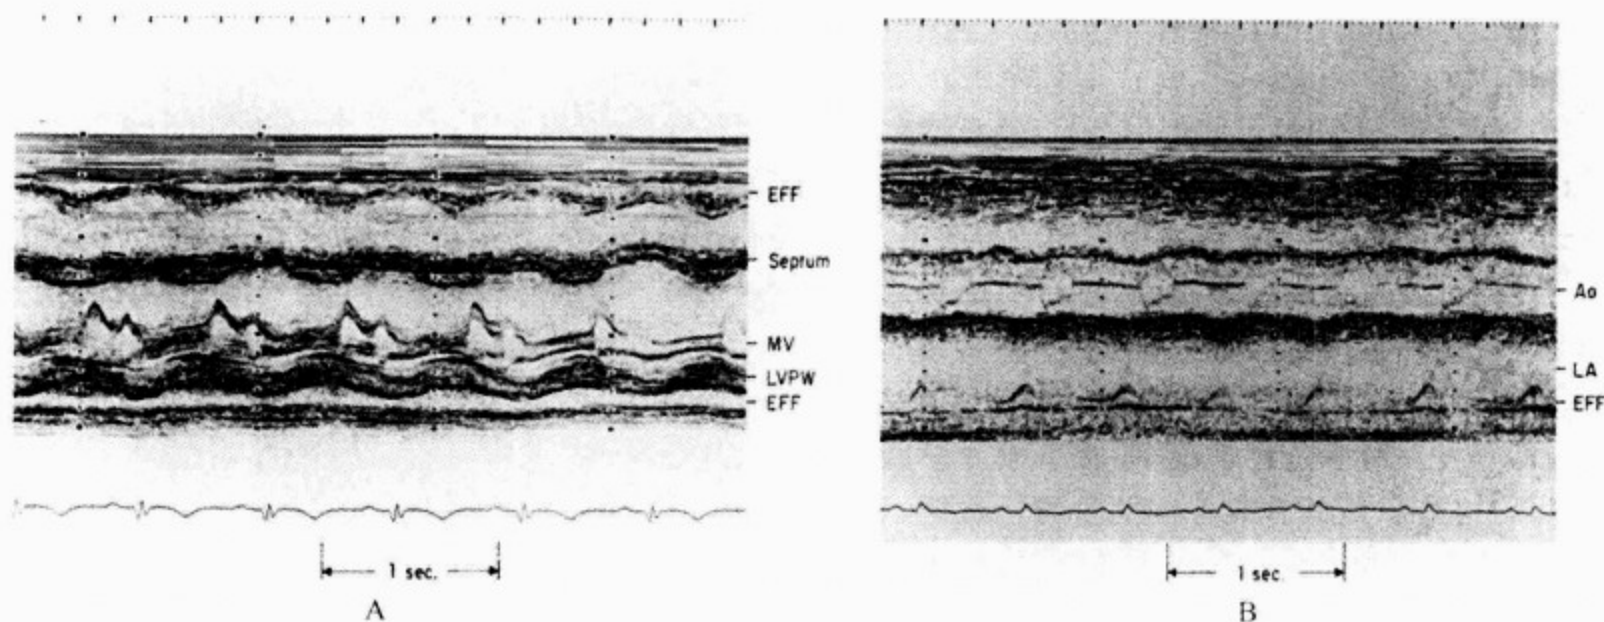 EFF
Septum
MV
LVPW
EFF
1 sec.
A
Ao
LA
EFF
1 sec.
B